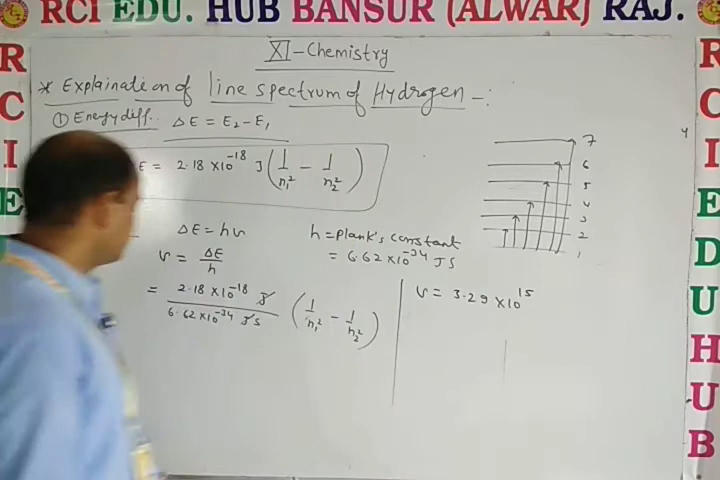 RCI EDU. HUB BANSUR (ALWAR) RAJ.
XI-Chemistry
* Explaination of line spectrum of Hydrogen -:
① Energy diff. ΔE = E₂ - E₁
E = 2.18 × 10⁻¹⁸ J (1/n₁² - 1/n₂²)
ΔE = hν
h = plank's constant
= 6.62 × 10⁻³⁴ JS
ν = ΔE/h
= 2.18 × 10⁻¹⁸ J / 6.62 × 10⁻³⁴ JS (1/n₁² - 1/n₂²)
ν = 3.29 × 10¹⁵
7
6
5
4
3
2
1
4
R
C
I
E
R
C
I
E
D
U
H
U
B